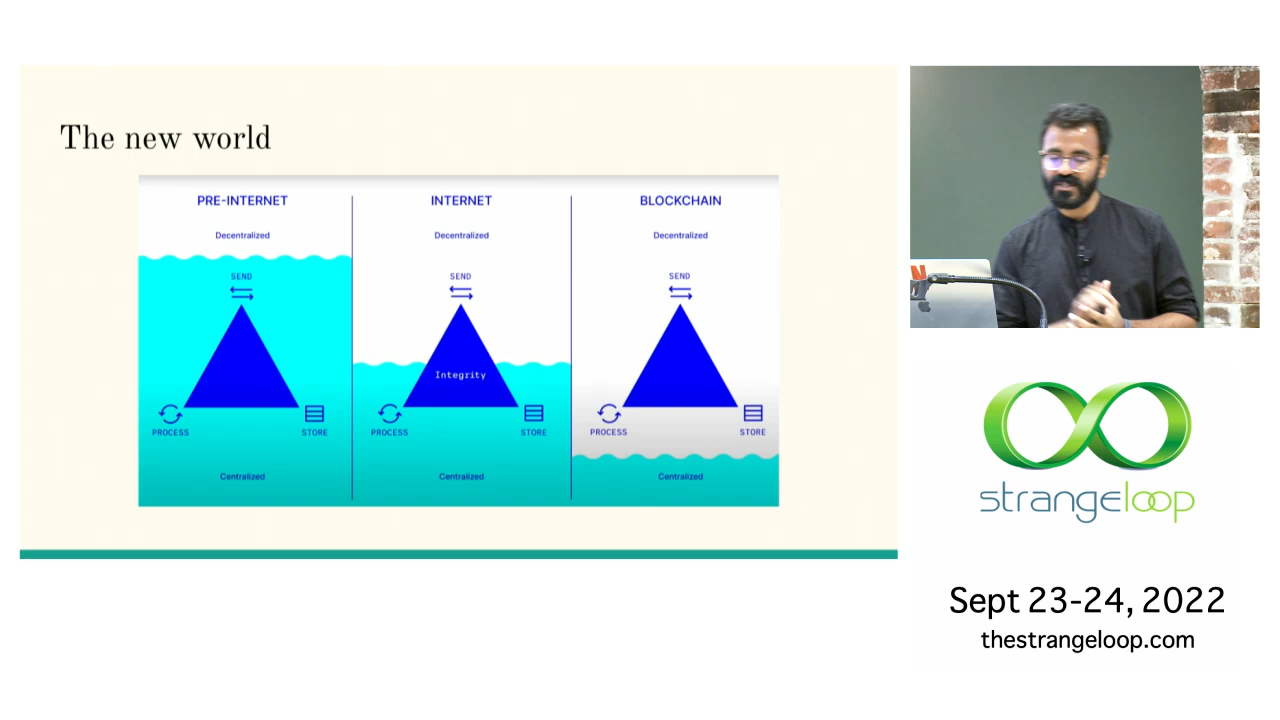 The new world
PRE-INTERNET
Decentralized
SEND
PROCESS
STORE
Centralized
INTERNET
Decentralized
SEND
Integrity
PROCESS
STORE
Centralized
BLOCKCHAIN
Decentralized
SEND
PROCESS
STORE
Centralized
strangeloop
Sept 23-24, 2022
thestrangeloop.com